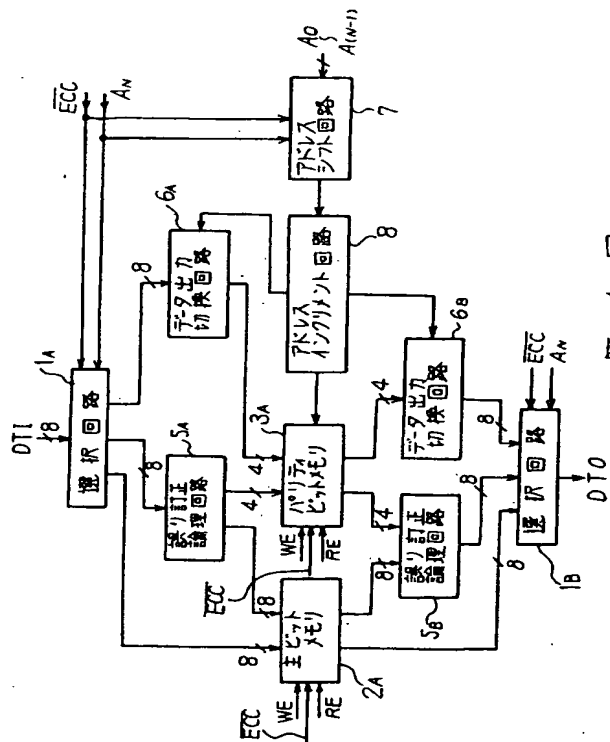 DTI
8
1A
選択回路
ECC
AN
8
8
6A
データ出力
切換回路
アドレス
シフト回路
7
A0
A(N-1)
5A
誤り訂正
論理回路
アドレス
インクリメント回路
8
8
8
4
4
3A
主ビット
メモリ
2A
パリティ
ビットメモリ
ECC
WE
RE
ECC
WE
RE
8
4
4
誤り訂正
論理回路
5B
データ出力
切換回路
6B
8
8
8
選択回路
1B
ECC
AN
DTO